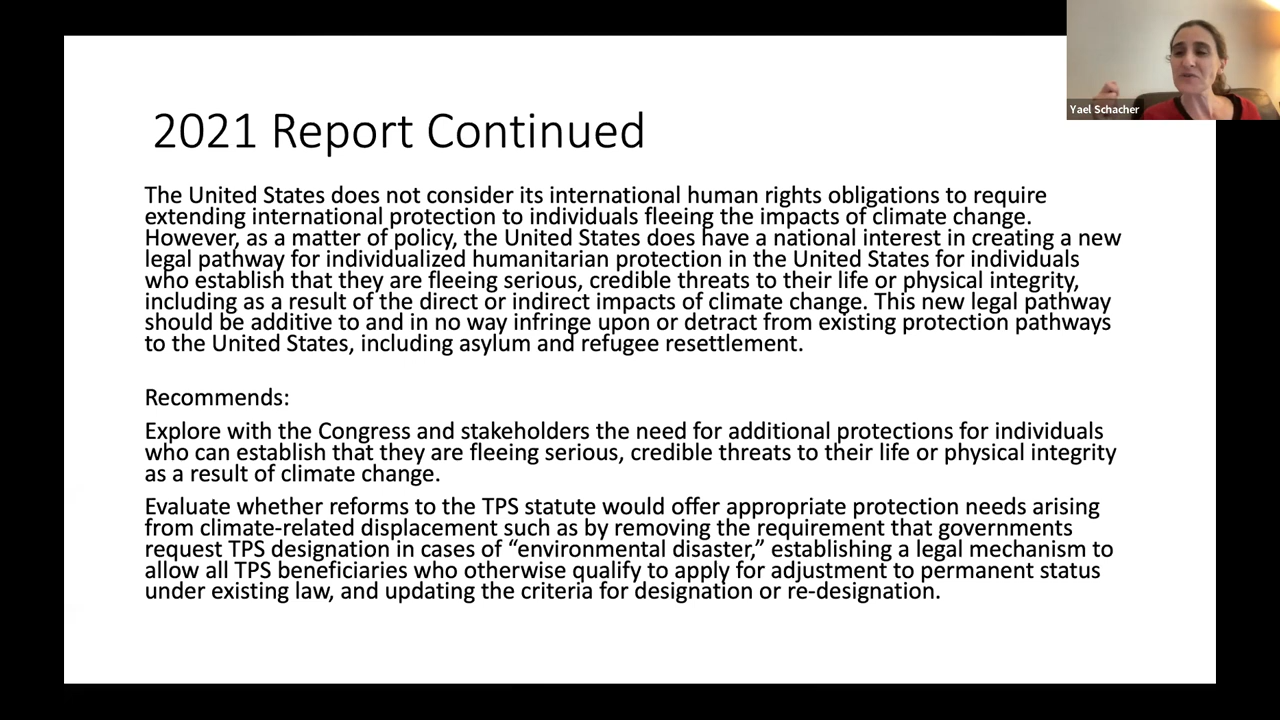 Yael Schacher
2021 Report Continued
The United States does not consider its international human rights obligations to require
extending international protection to individuals fleeing the impacts of climate change.
However, as a matter of policy, the United States does have a national interest in creating a new
legal pathway for individualized humanitarian protection in the United States for individuals
who establish that they are fleeing serious, credible threats to their life or physical integrity,
including as a result of the direct or indirect impacts of climate change. This new legal pathway
should be additive to and in no way infringe upon or detract from existing protection pathways
to the United States, including asylum and refugee resettlement.
Recommends:
Explore with the Congress and stakeholders the need for additional protections for individuals
who can establish that they are fleeing serious, credible threats to their life or physical integrity
as a result of climate change.
Evaluate whether reforms to the TPS statute would offer appropriate protection needs arising
from climate-related displacement such as by removing the requirement that governments
request TPS designation in cases of “environmental disaster,” establishing a legal mechanism to
allow all TPS beneficiaries who otherwise qualify to apply for adjustment to permanent status
under existing law, and updating the criteria for designation or re-designation.